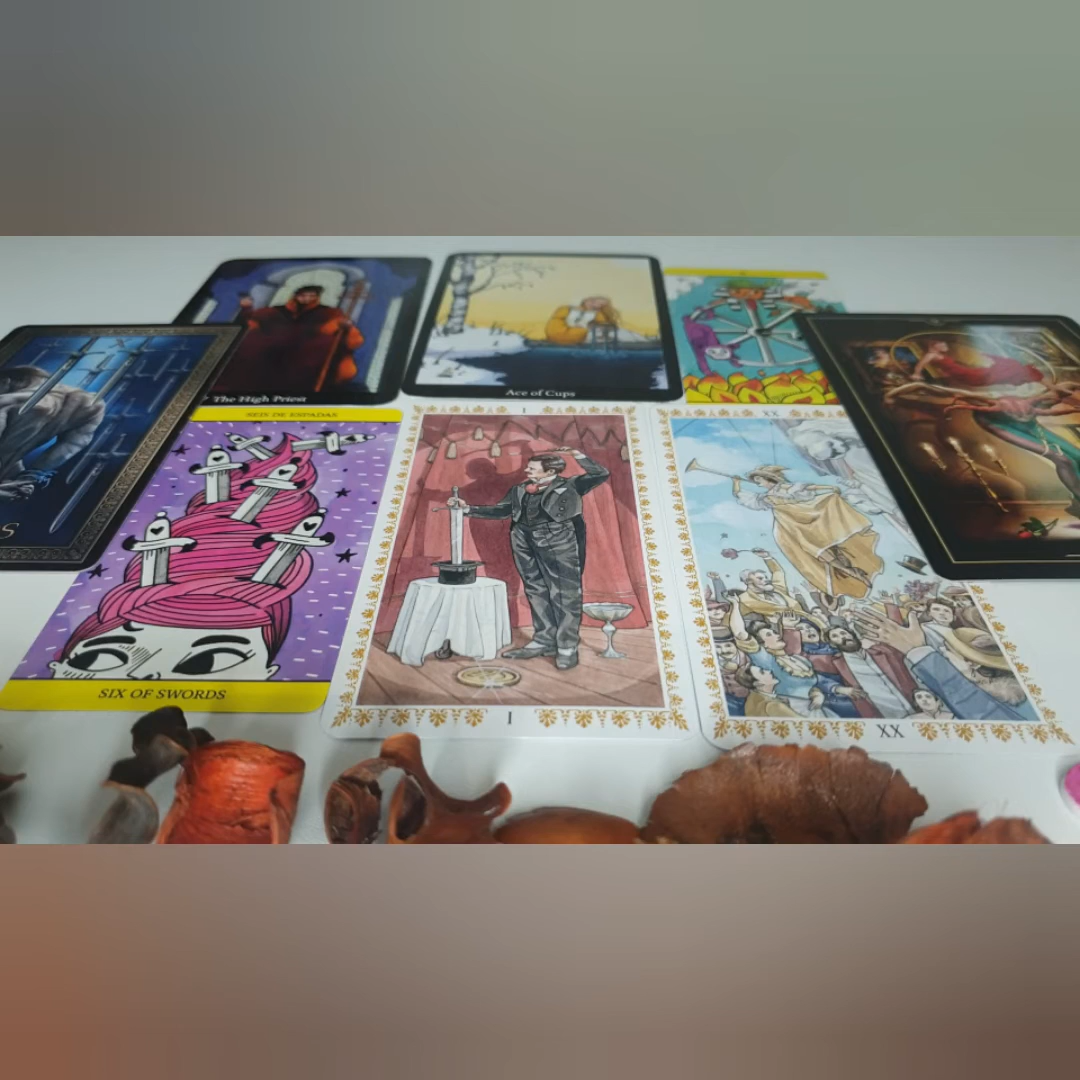 The High Priest
Ace of Cups
S
SEIS DE ESPADAS
SIX OF SWORDS
I
I
XX
XX